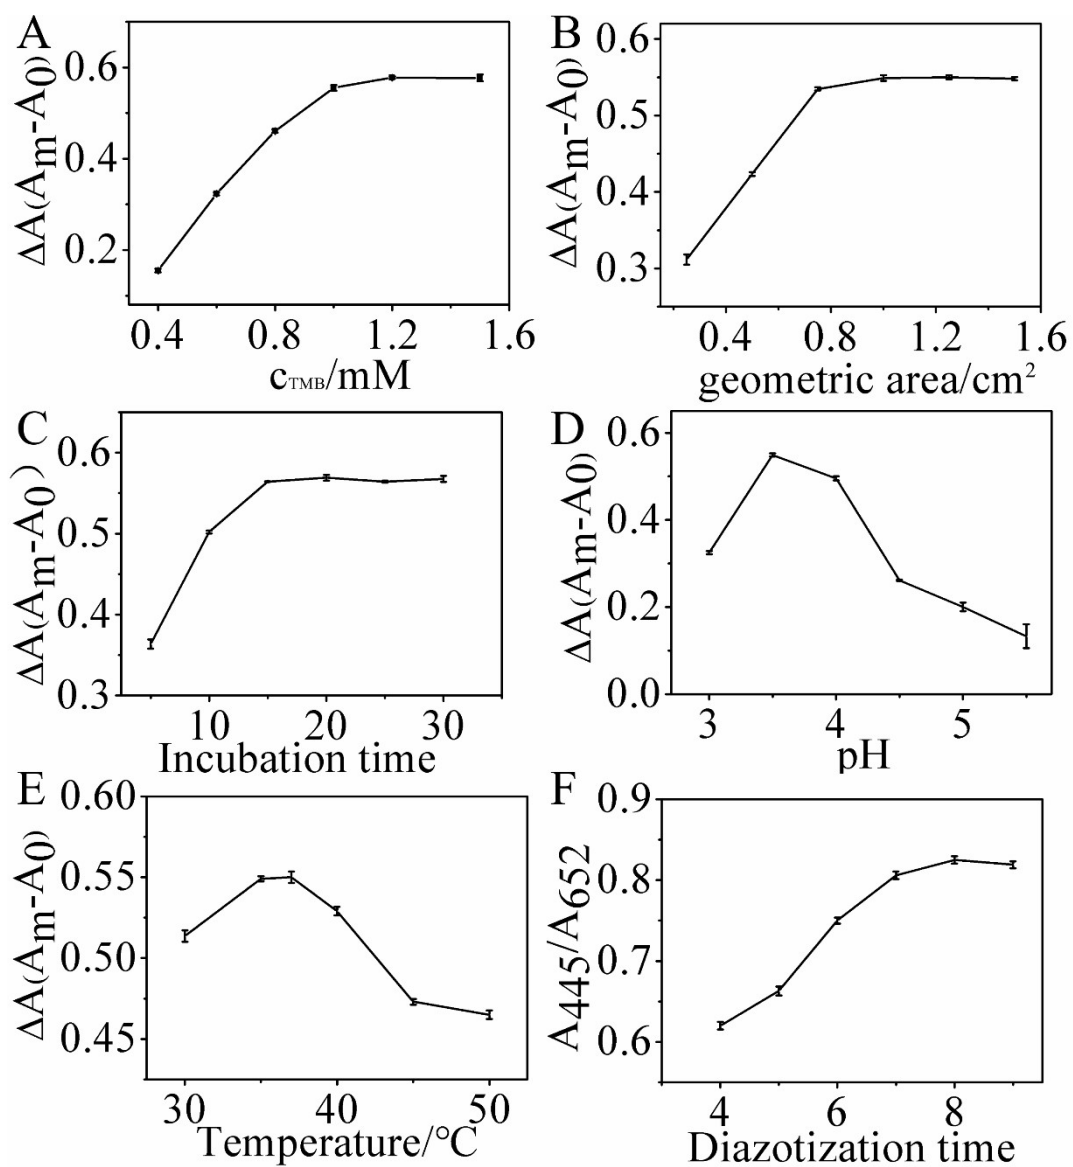 A
ΔA(Am-A0)
0.6
0.4
0.2
0.4 0.8 1.2 1.6
cTMB/mM
B
ΔA(Am-A0)
0.6
0.5
0.4
0.3
0.4 0.8 1.2 1.6
geometric area/cm²
C
ΔA(Am-A0)
0.6
0.5
0.4
0.3
10 20 30
Incubation time
D
ΔA(Am-A0)
0.6
0.4
0.2
0.0
3 4 5
pH
E
ΔA(Am-A0)
0.60
0.55
0.50
0.45
30 40 50
Temperature/°C
F
A445/A652
0.9
0.8
0.7
0.6
4 6 8
Diazotization time